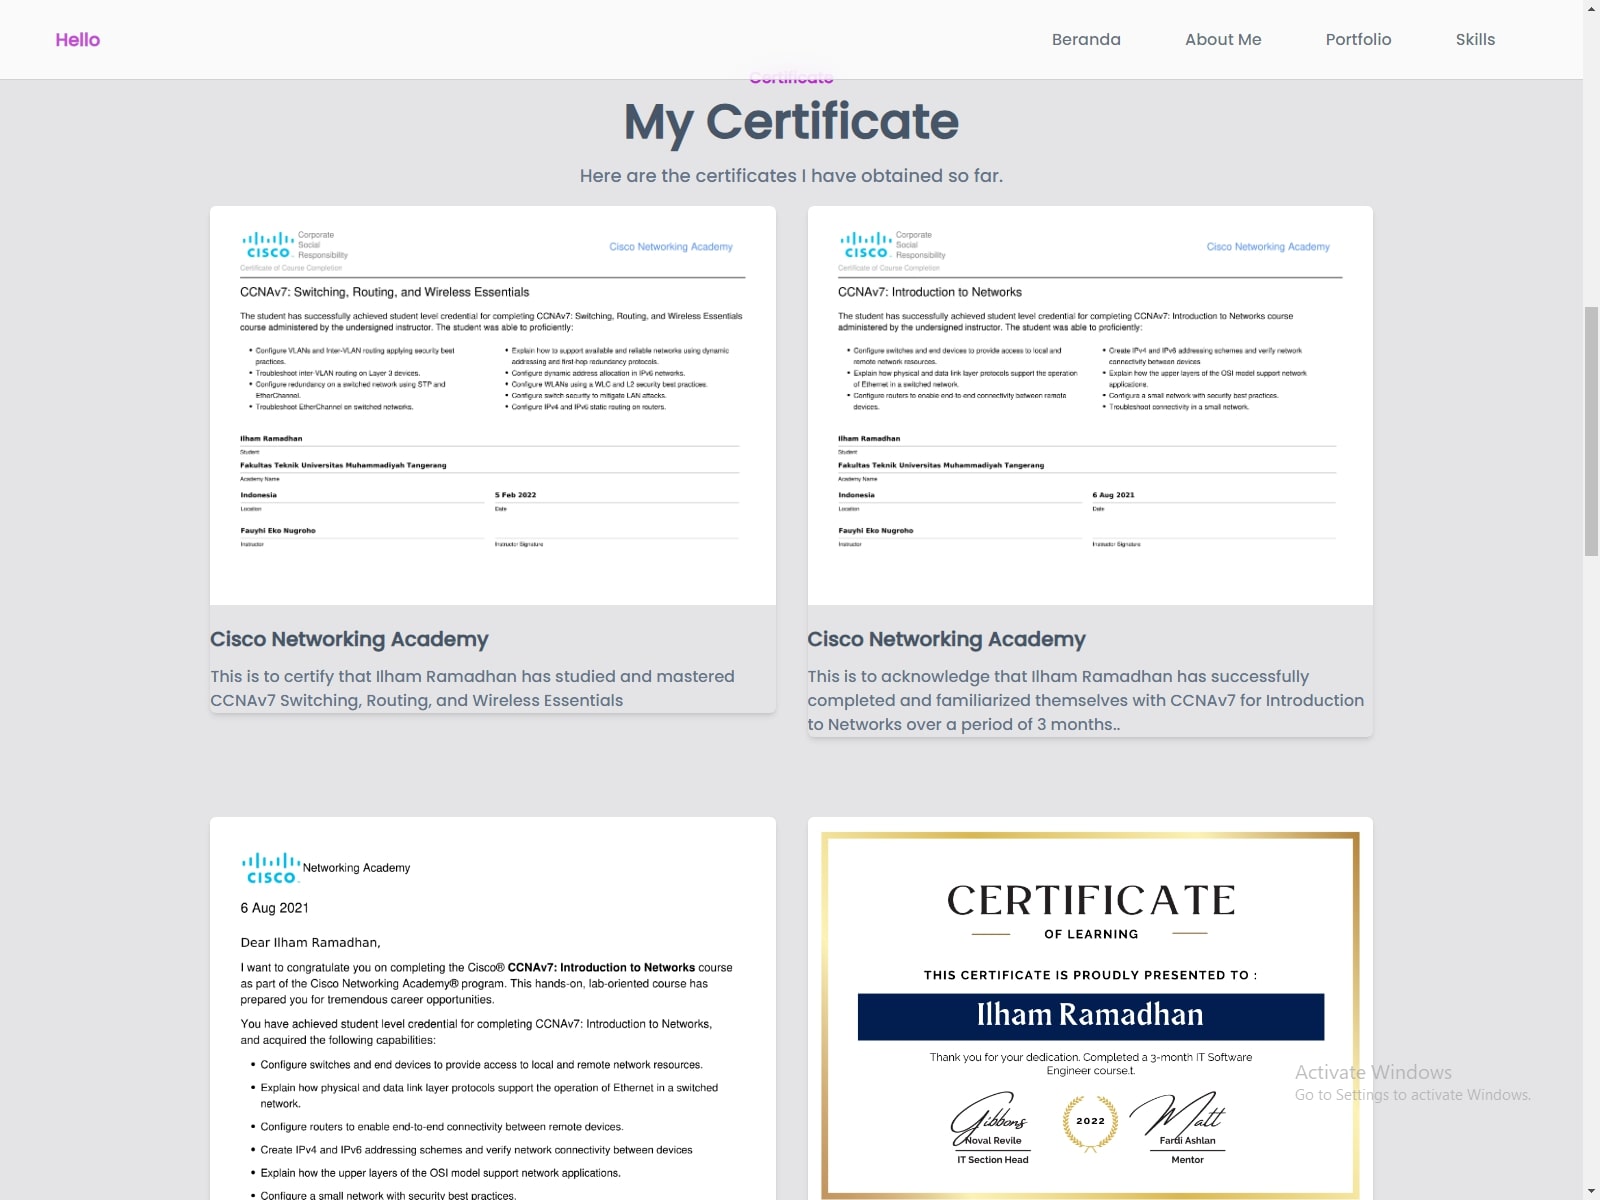 Hello
Beranda
About Me
Portfolio
Skills
Certificate
My Certificate
Here are the certificates I have obtained so far.
CISCO
Corporate
Social
Responsibility
Cisco Networking Academy
Certificate of Course Completion
CCNAv7: Switching, Routing, and Wireless Essentials
The student has successfully achieved student level credential for completing CCNAv7: Switching, Routing, and Wireless Essentials
course administered by the undersigned instructor. The student was able to proficiently:
• Configure VLANs and Inter-VLAN routing applying security best
practices.
• Troubleshoot inter-VLAN routing on Layer 3 devices.
• Configure redundancy on a switched network using STP and
EtherChannel.
• Troubleshoot EtherChannel on switched networks.
• Explain how to support available and reliable networks using dynamic
addressing and first-hop redundancy protocols.
• Configure dynamic address allocation in IPv6 networks.
• Configure WLANs using a WLC and L2 security best practices.
• Configure switch security to mitigate LAN attacks.
• Configure IPv4 and IPv6 static routing on routers.
Ilham Ramadhan
Student
Fakultas Teknik Universitas Muhammadiyah Tangerang
Academy Name
Indonesia
Location
5 Feb 2022
Date
Fauyhi Eko Nugroho
Instructor
Instructor Signature
Cisco Networking Academy
This is to certify that Ilham Ramadhan has studied and mastered
CCNAv7 Switching, Routing, and Wireless Essentials
CISCO
Corporate
Social
Responsibility
Cisco Networking Academy
Certificate of Course Completion
CCNAv7: Introduction to Networks
The student has successfully achieved student level credential for completing CCNAv7: Introduction to Networks course
administered by the undersigned instructor. The student was able to proficiently:
• Configure switches and end devices to provide access to local and
remote network resources.
• Explain how physical and data link layer protocols support the operation
of Ethernet in a switched network.
• Configure routers to enable end-to-end connectivity between remote
devices.
• Create IPv4 and IPv6 addressing schemes and verify network
connectivity between devices
• Explain how the upper layers of the OSI model support network
applications.
• Configure a small network with security best practices.
• Troubleshoot connectivity in a small network.
Ilham Ramadhan
Student
Fakultas Teknik Universitas Muhammadiyah Tangerang
Academy Name
Indonesia
Location
6 Aug 2021
Date
Fauyhi Eko Nugroho
Instructor
Instructor Signature
Cisco Networking Academy
This is to acknowledge that Ilham Ramadhan has successfully
completed and familiarized themselves with CCNAv7 for Introduction
to Networks over a period of 3 months..
CISCO
Networking Academy
6 Aug 2021
Dear Ilham Ramadhan,
I want to congratulate you on completing the Cisco® CCNAv7: Introduction to Networks course
as part of the Cisco Networking Academy® program. This hands-on, lab-oriented course has
prepared you for tremendous career opportunities.
You have achieved student level credential for completing CCNAv7: Introduction to Networks,
and acquired the following capabilities:
• Configure switches and end devices to provide access to local and remote network resources.
• Explain how physical and data link layer protocols support the operation of Ethernet in a switched
network.
• Configure routers to enable end-to-end connectivity between remote devices.
• Create IPv4 and IPv6 addressing schemes and verify network connectivity between devices
• Explain how the upper layers of the OSI model support network applications.
• Configure a small network with security best practices.
CERTIFICATE
OF LEARNING
THIS CERTIFICATE IS PROUDLY PRESENTED TO :
Ilham Ramadhan
Thank you for your dedication. Completed a 3-month IT Software
Engineer course.t.
Gibbons
Noval Revile
IT Section Head
2022
Matt
Fardi Ashlan
Mentor
Activate Windows
Go to Settings to activate Windows.